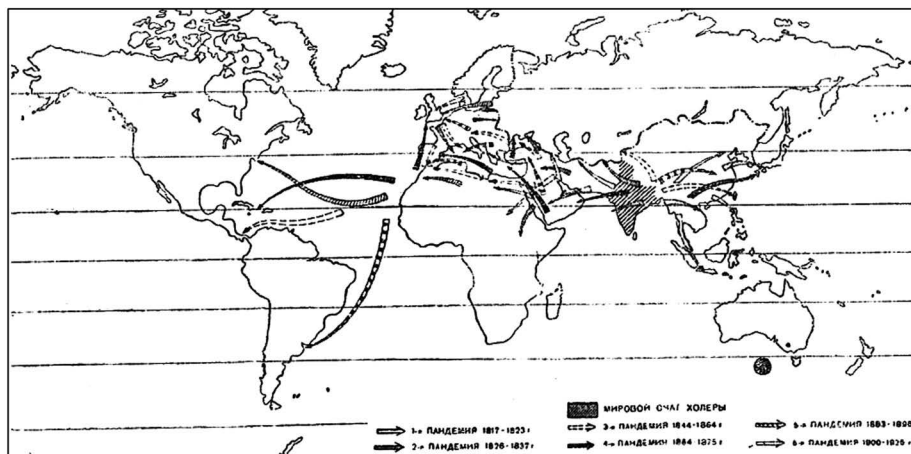 МИРОВОЙ ОЧАГ ХОЛЕРЫ
1-я ПАНДЕМИЯ 1817-1823 г
3-я ПАНДЕМИЯ 1844-1864 г
5-я ПАНДЕМИЯ 1883-1896
2-я ПАНДЕМИЯ 1826-1837 г
4-я ПАНДЕМИЯ 1864-1875 г
6-я ПАНДЕМИЯ 1900-1926 г